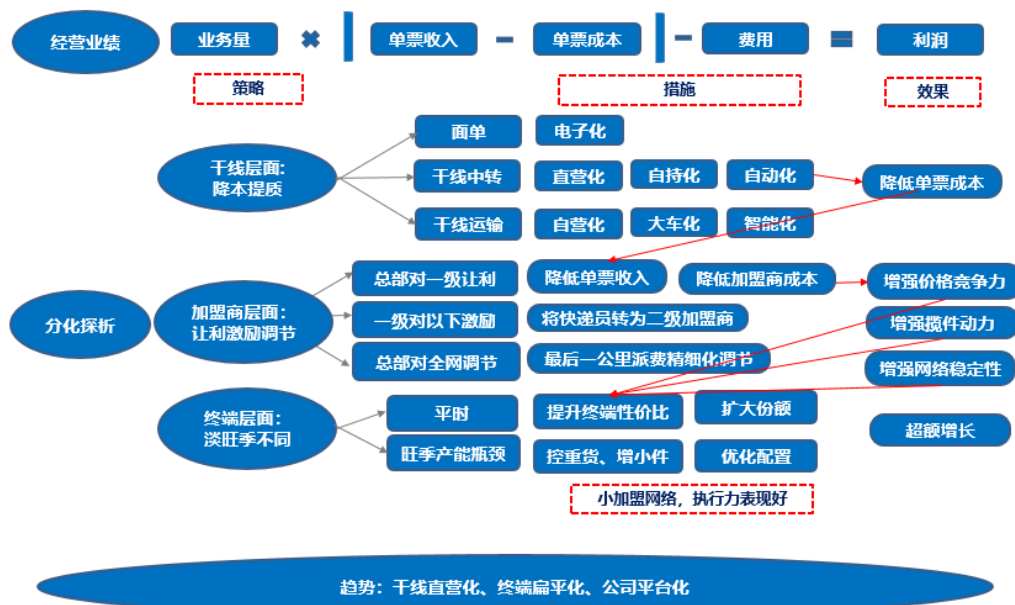 经营业绩
业务量
×
单票收入
－
单票成本
－
费用
=
利润
策略
措施
效果
干线层面：
降本提质
面单
电子化
干线中转
直营化
自持化
自动化
降低单票成本
干线运输
自营化
大车化
智能化
分化探析
加盟商层面：
让利激励调节
总部对一级让利
降低单票收入
降低加盟商成本
增强价格竞争力
一级对以下激励
将快递员转为二级加盟商
增强揽件动力
总部对全网调节
最后一公里派费精细化调节
增强网络稳定性
终端层面：
淡旺季不同
平时
提升终端性价比
扩大份额
超额增长
旺季产能瓶颈
控重货、增小件
优化配置
小加盟网络，执行力表现好
趋势：干线直营化、终端扁平化、公司平台化